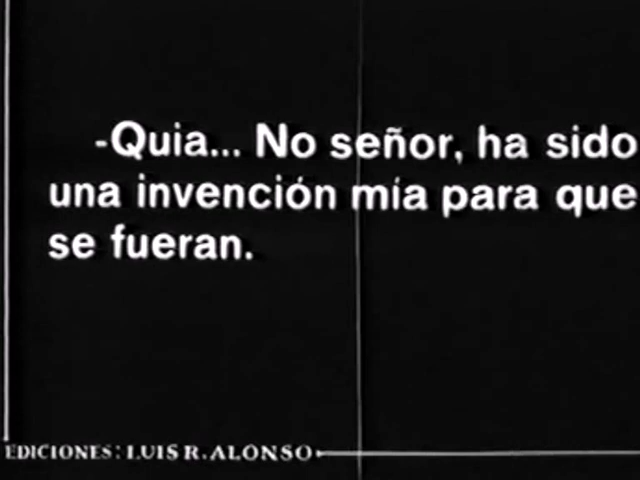 -Quia... No señor, ha sido
una invención mía para que
se fueran.
EDICIONES: LUIS R. ALONSO